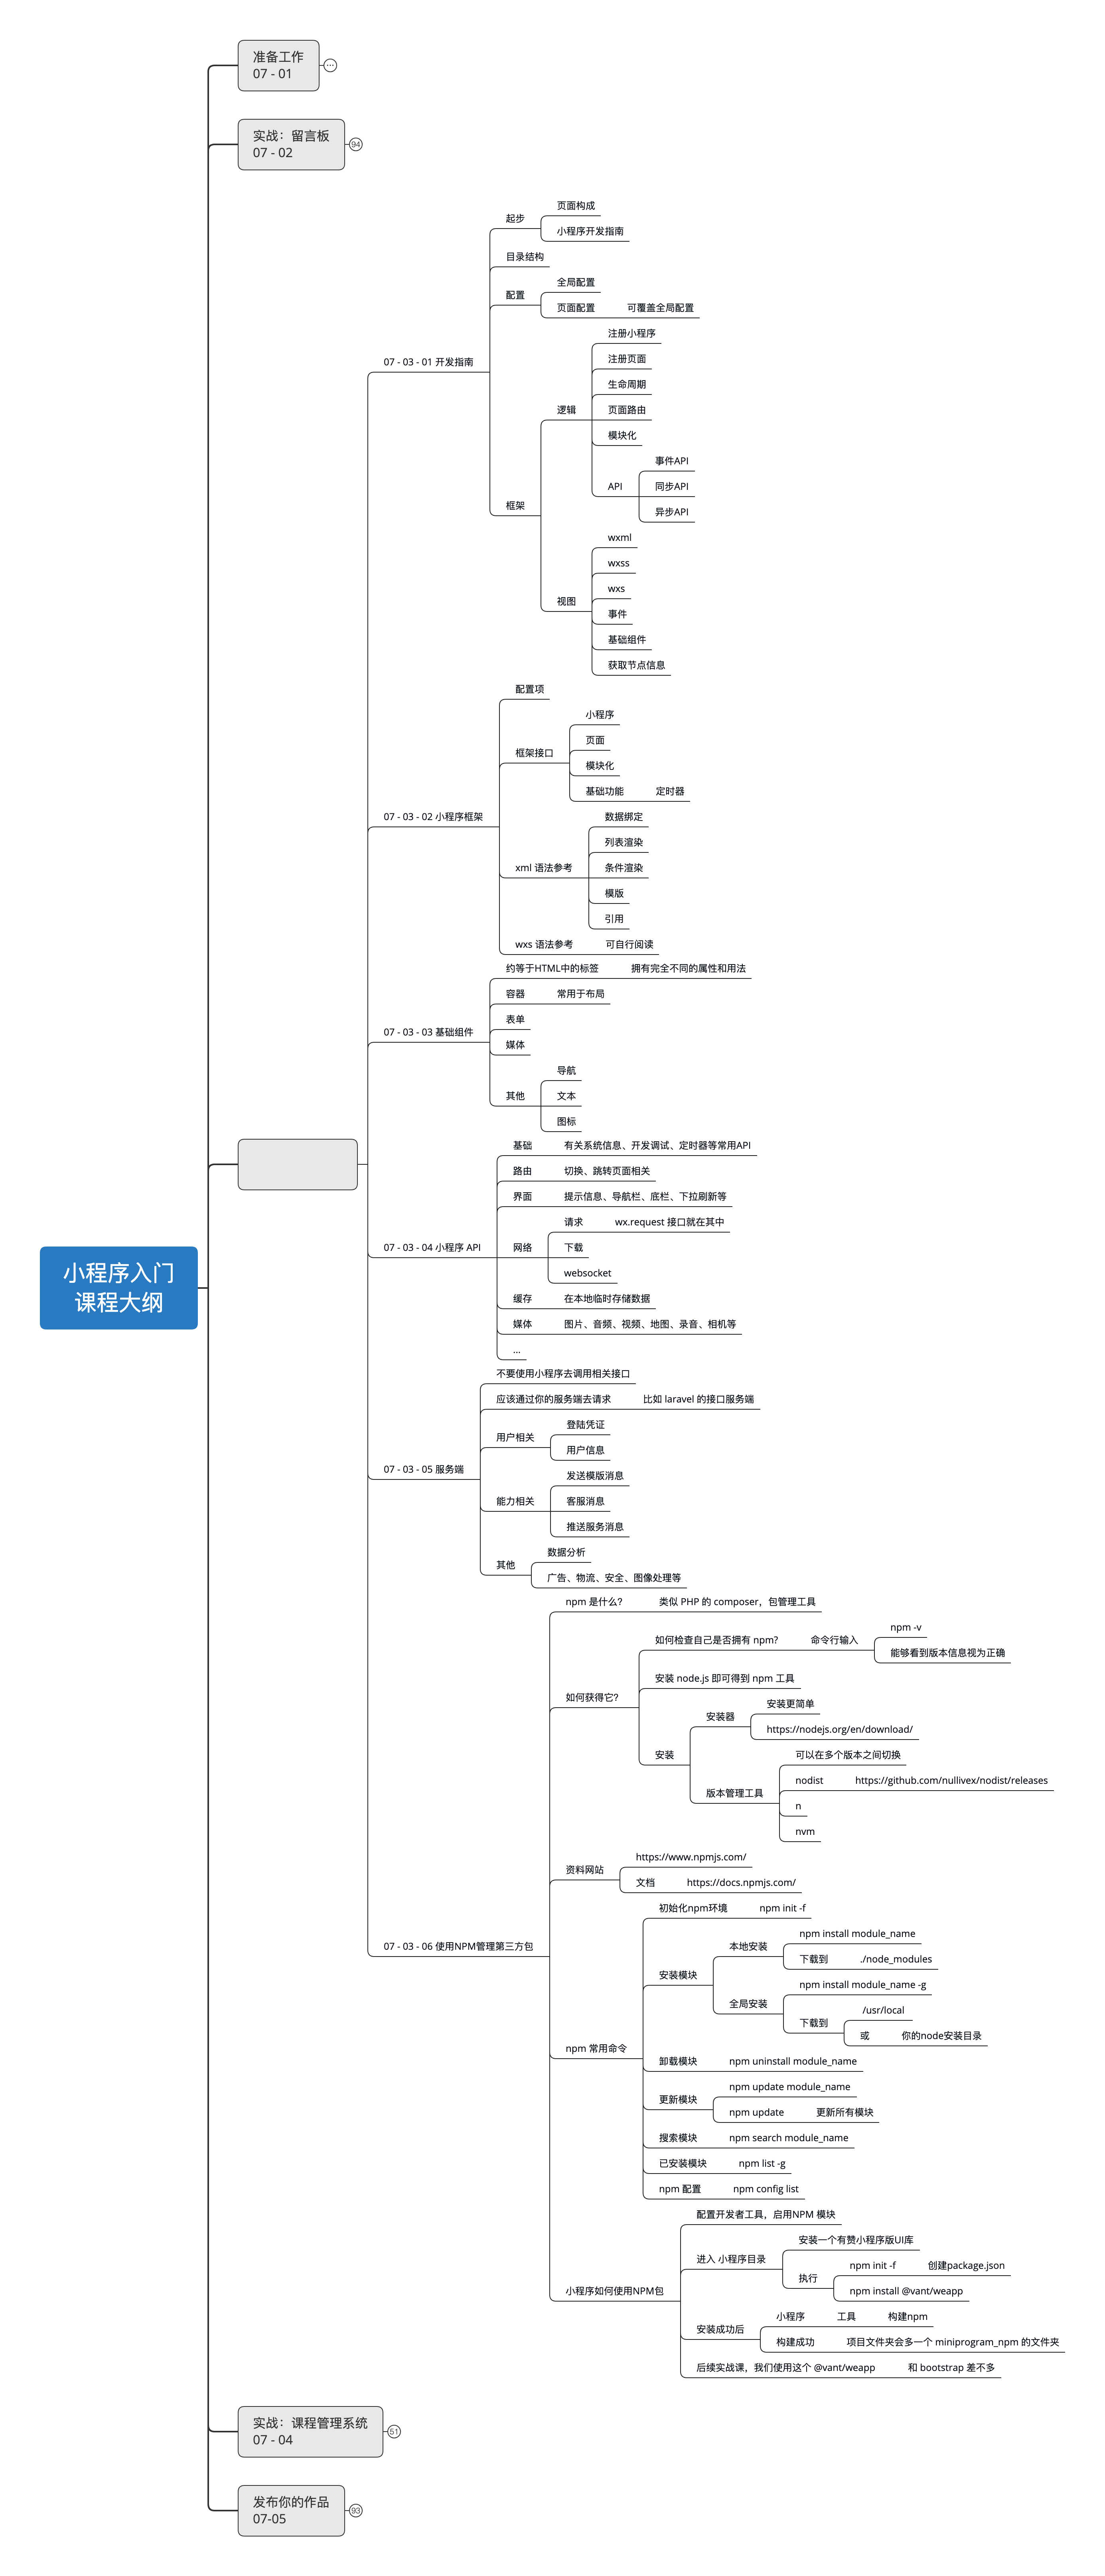 小程序入门
课程大纲
准备工作
07 - 01
...
实战：留言板
07 - 02
94
07 - 03 - 01 开发指南
起步
页面构成
小程序开发指南
目录结构
配置
全局配置
页面配置
可覆盖全局配置
框架
逻辑
注册小程序
注册页面
生命周期
页面路由
模块化
API
事件API
同步API
异步API
视图
wxml
wxss
wxs
事件
基础组件
获取节点信息
07 - 03 - 02 小程序框架
配置项
框架接口
小程序
页面
模块化
基础功能
定时器
xml 语法参考
数据绑定
列表渲染
条件渲染
模版
引用
wxs 语法参考
可自行阅读
07 - 03 - 03 基础组件
约等于HTML中的标签
拥有完全不同的属性和用法
容器
常用于布局
表单
媒体
其他
导航
文本
图标
07 - 03 - 04 小程序 API
基础
有关系统信息、开发调试、定时器等常用API
路由
切换、跳转页面相关
界面
提示信息、导航栏、底栏、下拉刷新等
网络
请求
wx.request 接口就在其中
下载
websocket
缓存
在本地临时存储数据
媒体
图片、音频、视频、地图、录音、相机等
...
07 - 03 - 05 服务端
不要使用小程序去调用相关接口
应该通过你的服务端去请求
比如 laravel 的接口服务端
用户相关
登陆凭证
用户信息
能力相关
发送模版消息
客服消息
推送服务消息
其他
数据分析
广告、物流、安全、图像处理等
07 - 03 - 06 使用NPM管理第三方包
npm 是什么？
类似 PHP 的 composer，包管理工具
如何获得它？
如何检查自己是否拥有 npm?
命令行输入
npm -v
能够看到版本信息视为正确
安装 node.js 即可得到 npm 工具
安装
安装器
安装更简单
https://nodejs.org/en/download/
版本管理工具
可以在多个版本之间切换
nodist
https://github.com/nullivex/nodist/releases
n
nvm
资料网站
https://www.npmjs.com/
文档
https://docs.npmjs.com/
npm 常用命令
初始化npm环境
npm init -f
安装模块
本地安装
npm install module_name
下载到
./node_modules
全局安装
npm install module_name -g
下载到
/usr/local
或
你的node安装目录
卸载模块
npm uninstall module_name
更新模块
npm update module_name
npm update
更新所有模块
搜索模块
npm search module_name
已安装模块
npm list -g
npm 配置
npm config list
小程序如何使用NPM包
配置开发者工具，启用NPM 模块
进入 小程序目录
安装一个有赞小程序版UI库
执行
npm init -f
创建package.json
npm install @vant/weapp
安装成功后
小程序
工具
构建npm
构建成功
项目文件夹会多一个 miniprogram_npm 的文件夹
后续实战课，我们使用这个 @vant/weapp
和 bootstrap 差不多
实战：课程管理系统
07 - 04
51
发布你的作品
07-05
93